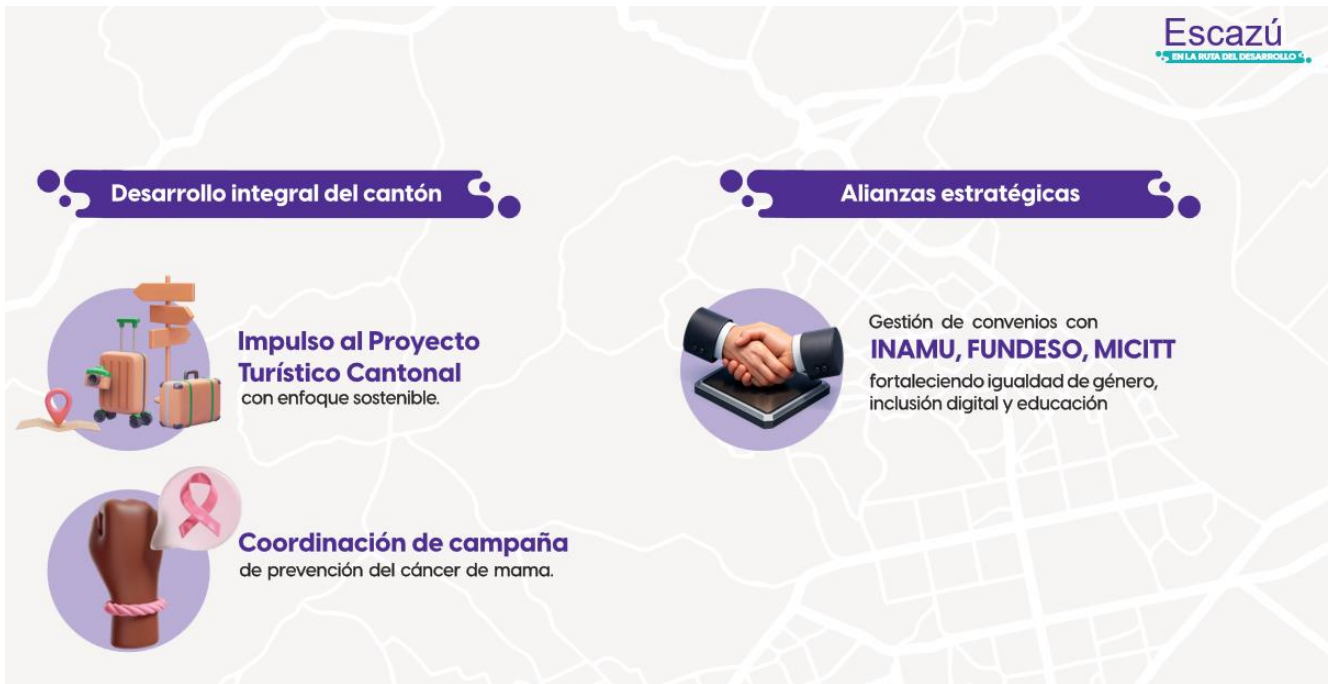 Escazú
EN LA RUTA DEL DESARROLLO
Desarrollo integral del cantón
Impulso al Proyecto
Turístico Cantonal
con enfoque sostenible.
Coordinación de campaña
de prevención del cáncer de mama.
Alianzas estratégicas
Gestión de convenios con
INAMU, FUNDESO, MICITT
fortaleciendo igualdad de género,
inclusión digital y educación